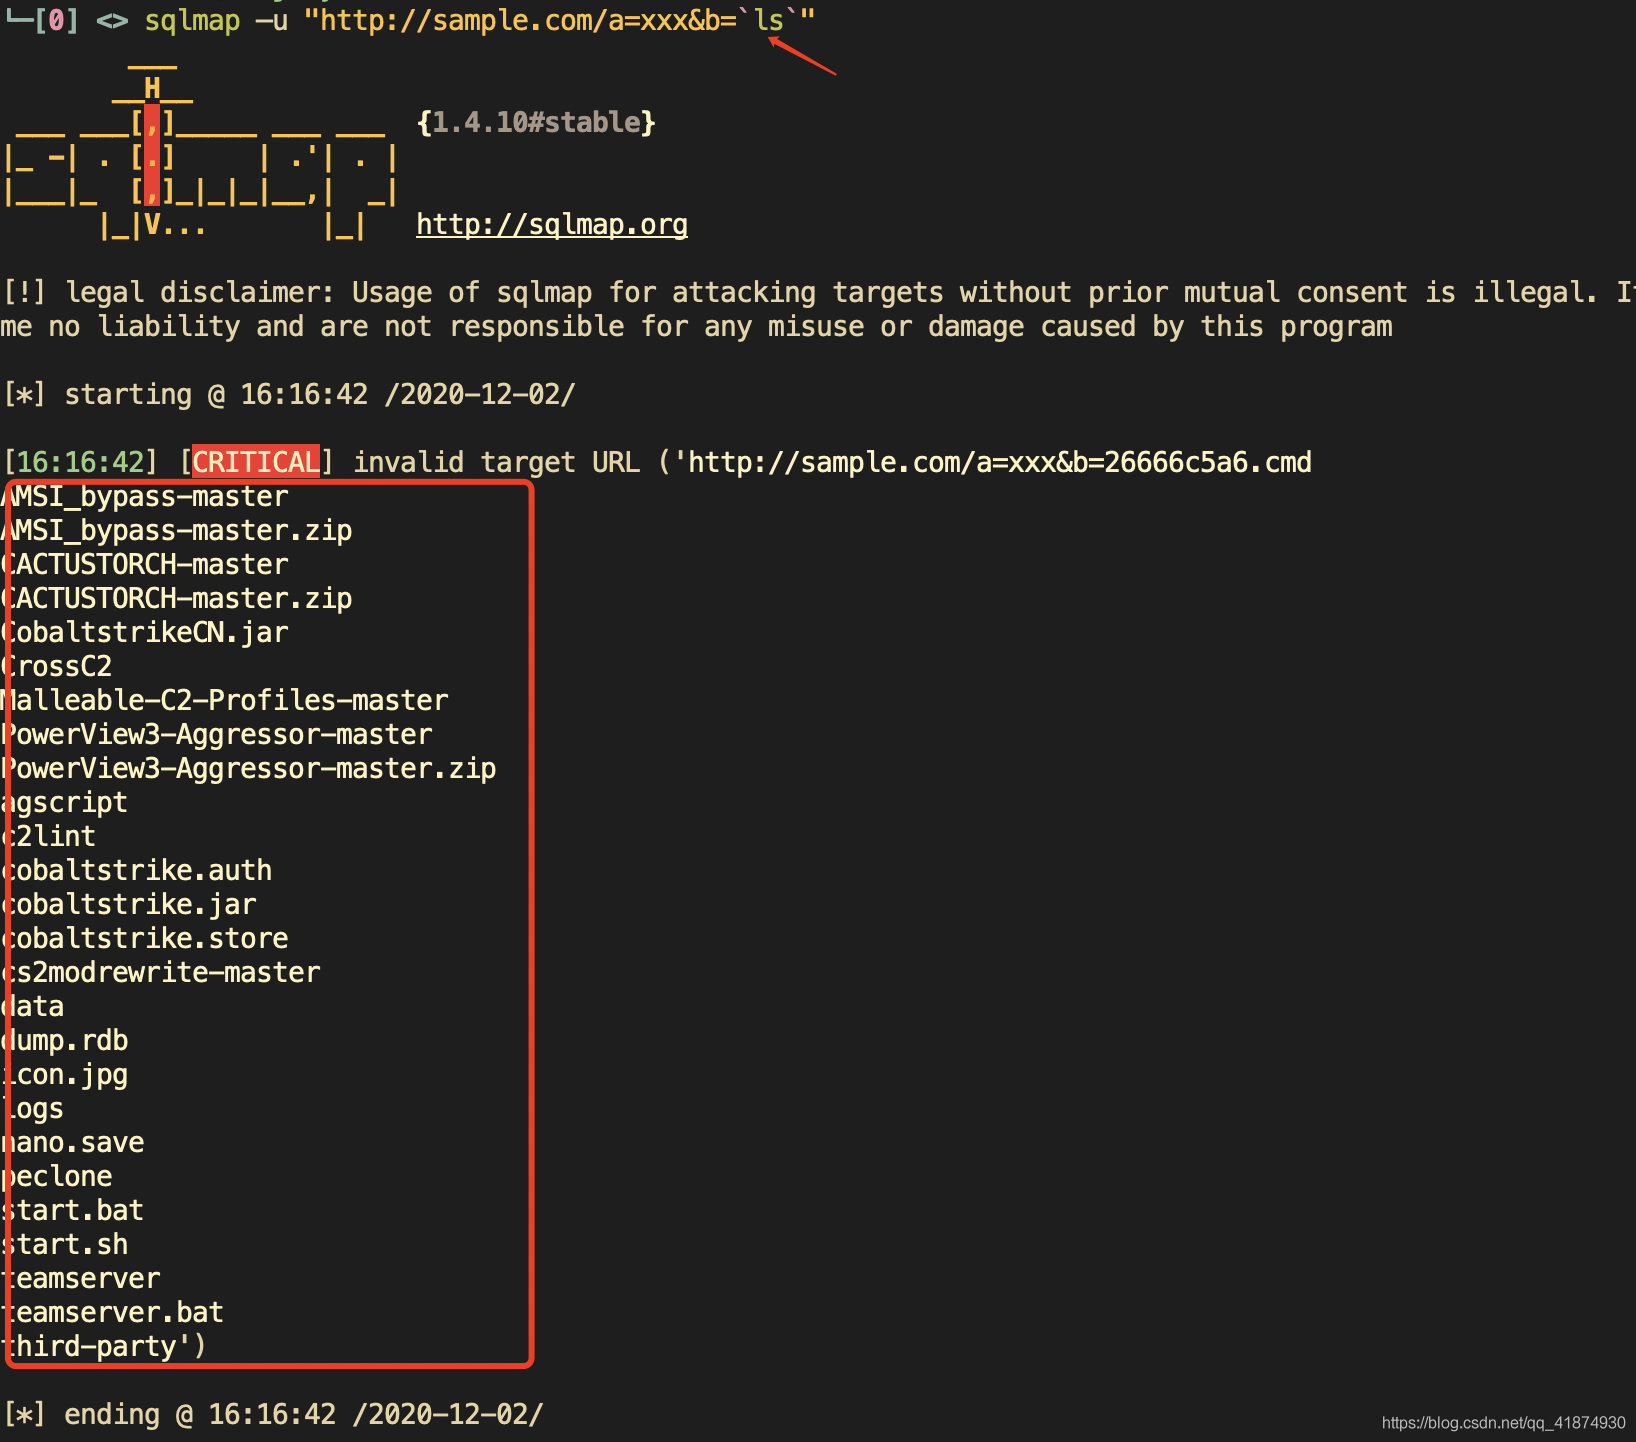 └─[0] <> sqlmap -u "http://sample.com/a=xxx&b=`ls`"
        ___
       __H__
 ___ ___[,]_____ ___ ___  {1.4.10#stable}
|_ -| . [.]     | .'| . |
|___|_  [,]_|_|_|__,|  _|
      |_|V...       |_|   http://sqlmap.org
[!] legal disclaimer: Usage of sqlmap for attacking targets without prior mutual consent is illegal. I
me no liability and are not responsible for any misuse or damage caused by this program
[*] starting @ 16:16:42 /2020-12-02/
[16:16:42] [CRITICAL] invalid target URL ('http://sample.com/a=xxx&b=26666c5a6.cmd
AMSI_bypass-master
AMSI_bypass-master.zip
CACTUSTORCH-master
CACTUSTORCH-master.zip
CobaltstrikeCN.jar
CrossC2
Malleable-C2-Profiles-master
PowerView3-Aggressor-master
PowerView3-Aggressor-master.zip
agscript
c2lint
cobaltstrike.auth
cobaltstrike.jar
cobaltstrike.store
cs2modrewrite-master
data
dump.rdb
icon.jpg
logs
nano.save
peclone
start.bat
start.sh
teamserver
teamserver.bat
third-party')
[*] ending @ 16:16:42 /2020-12-02/
https://blog.csdn.net/qq_41874930